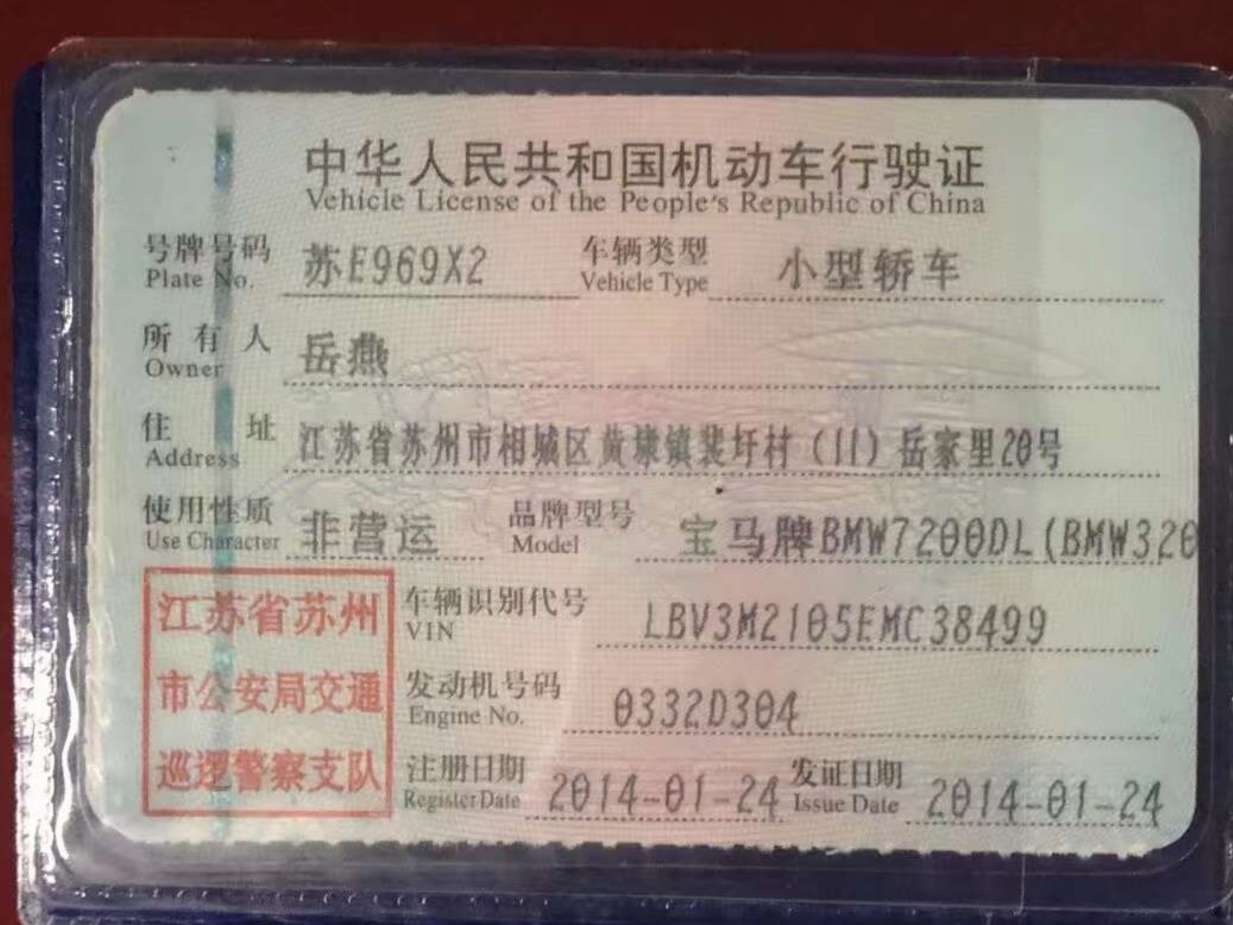 中华人民共和国机动车行驶证
Vehicle License of the People's Republic of China
号牌号码 苏E969X2 车辆类型 小型轿车
Plate No. Vehicle Type
所有人 岳燕
Owner
住址 江苏省苏州市相城区黄埭镇裴圩村（11）岳家里20号
Address
使用性质 非营运 品牌型号 宝马牌BMW7200DL(BMW320
Use Character Model
江苏省苏州
市公安局交通
巡逻警察支队
车辆识别代号 LBV3M2105EMC38499
VIN
发动机号码 0332D304
Engine No.
注册日期 2014-01-24 发证日期 2014-01-24
Register Date Issue Date